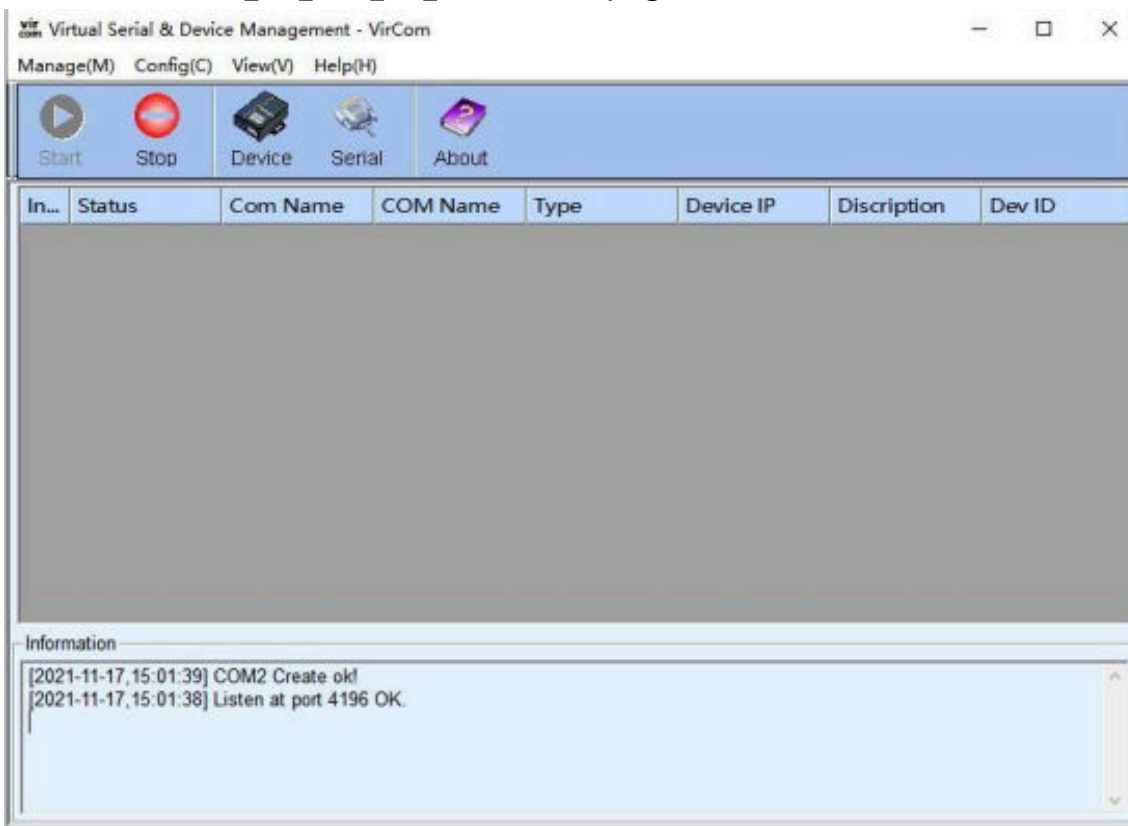 vir com Virtual Serial & Device Management - VirCom
Manage(M) Config(C) View(V) Help(H)
Start Stop Device Serial About
In... Status Com Name COM Name Type Device IP Discription Dev ID
Information
[2021-11-17,15:01:39] COM2 Create ok!
[2021-11-17,15:01:38] Listen at port 4196 OK.